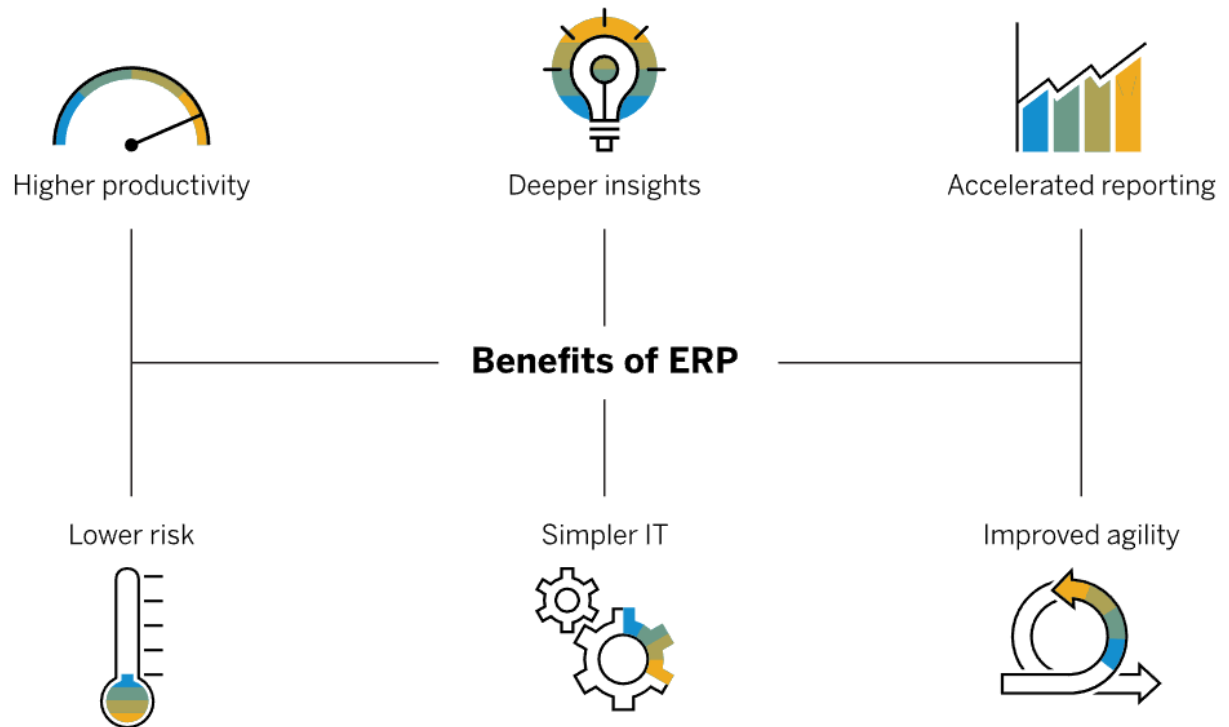 Higher productivity
Deeper insights
Accelerated reporting
Benefits of ERP
Lower risk
Simpler IT
Improved agility